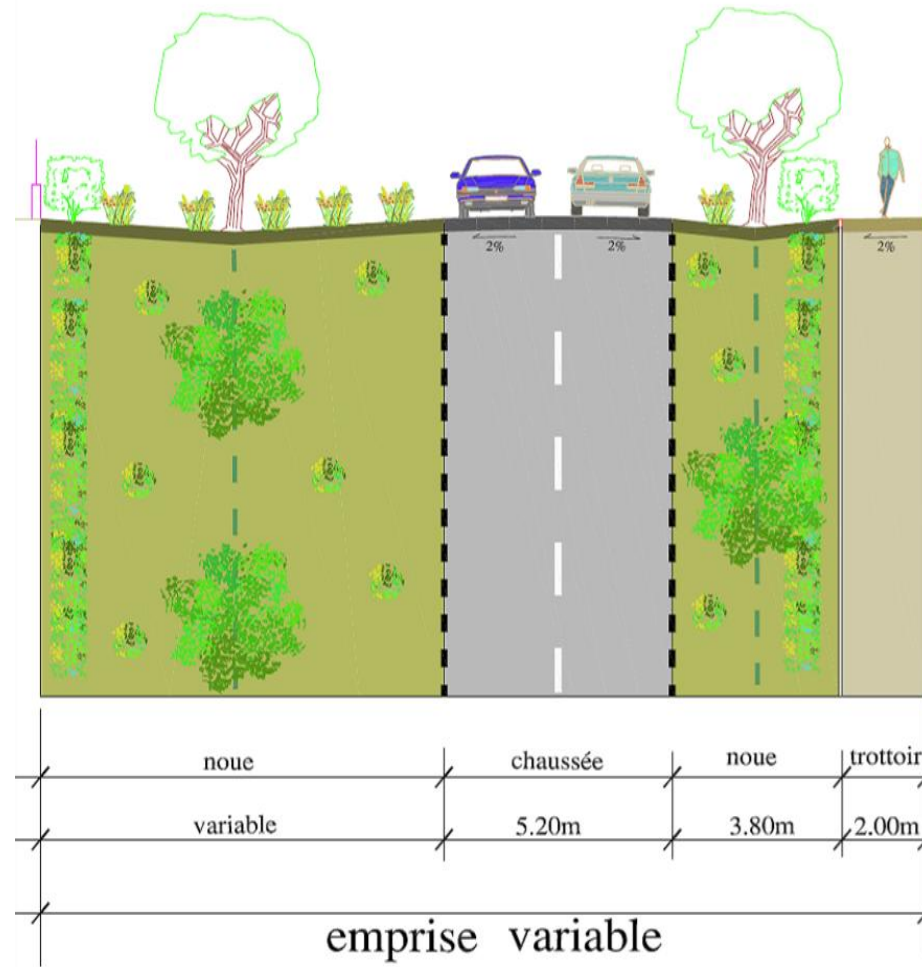 2% 2% 2%
noue chaussée noue trottoir
variable 5.20m 3.80m 2.00m
emprise variable